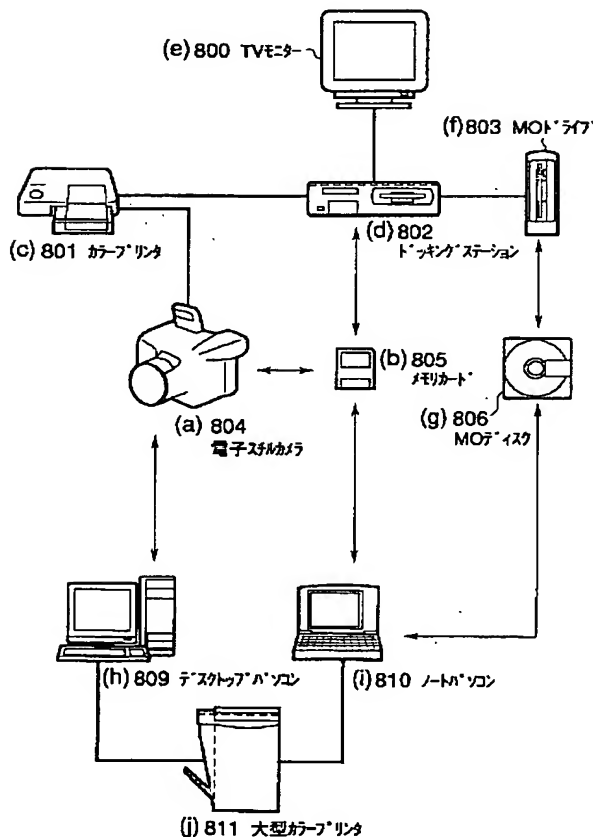 (e) 800 TVモニター
(f) 803 MOドライブ
(c) 801 カラープリンタ
(d) 802
ドッキングステーション
(b) 805
メモリカード
(a) 804
電子スチルカメラ
(g) 806
MOディスク
(h) 809 デスクトップパソコン
(i) 810 ノートパソコン
(j) 811 大型カラープリンタ